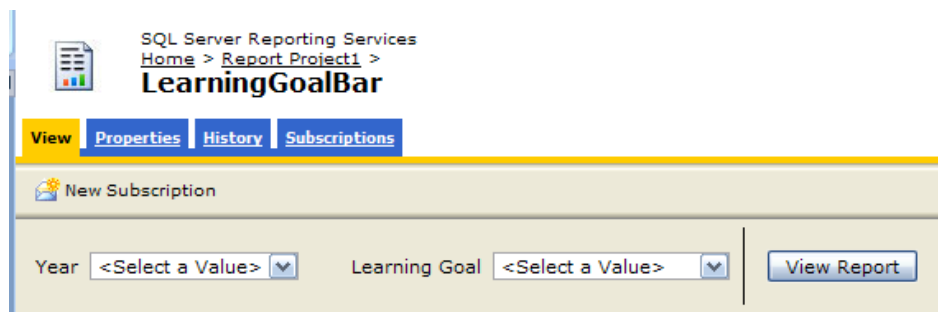 SQL Server Reporting Services
Home > Report Project1 >
LearningGoalBar
View Properties History Subscriptions
New Subscription
Year <Select a Value> Learning Goal <Select a Value> View Report